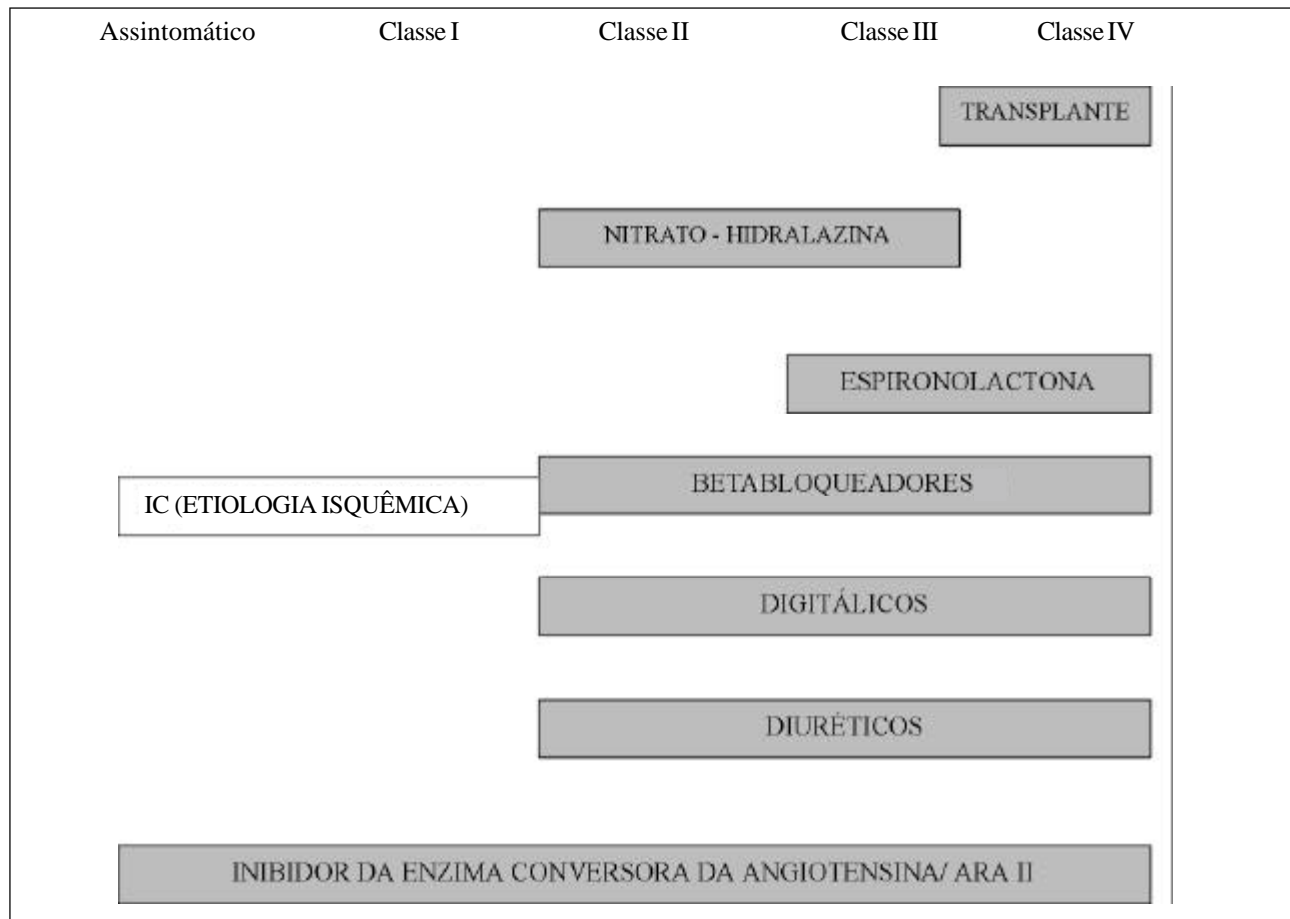 Assintomático Classe I Classe II Classe III Classe IV
TRANSPLANTE
NITRATO - HIDRALAZINA
ESPIRONOLACTONA
BETABLOQUEADORES
IC (ETIOLOGIA ISQUÊMICA)
DIGITÁLICOS
DIURÉTICOS
INIBIDOR DA ENZIMA CONVERSORA DA ANGIOTENSINA/ ARA II